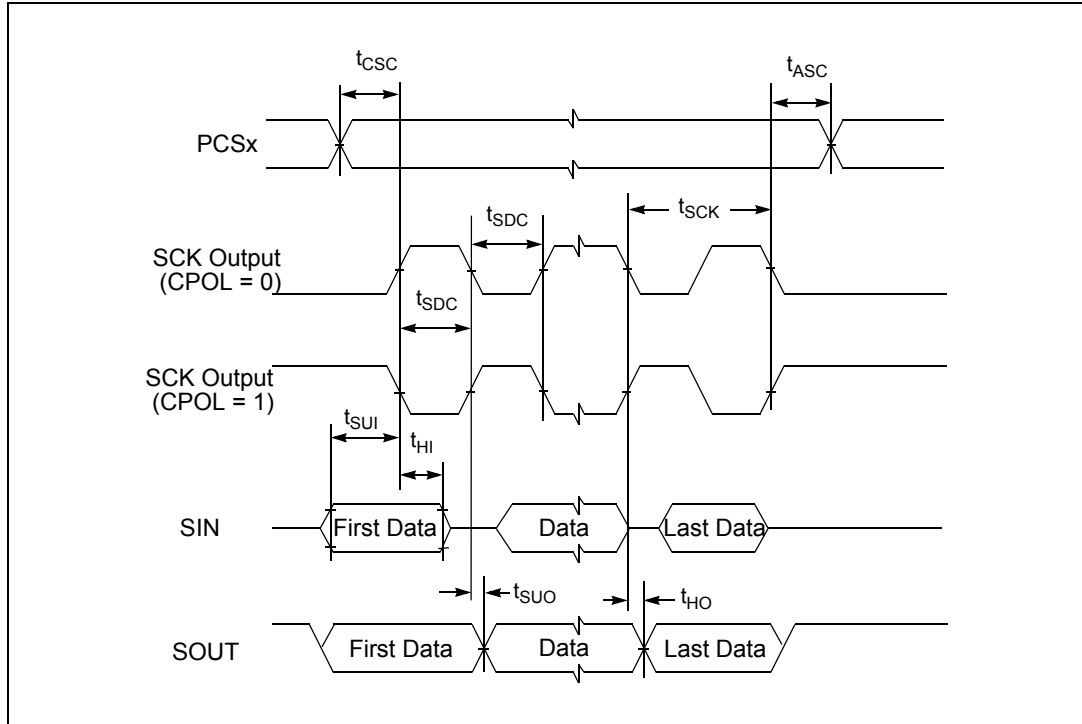 tCSC
tASC
PCSx
tSCK
tSDC
SCK Output
(CPOL = 0)
tSDC
SCK Output
(CPOL = 1)
tSUI
tHI
SIN
First Data
Data
Last Data
tSUO
tHO
SOUT
First Data
Data
Last Data